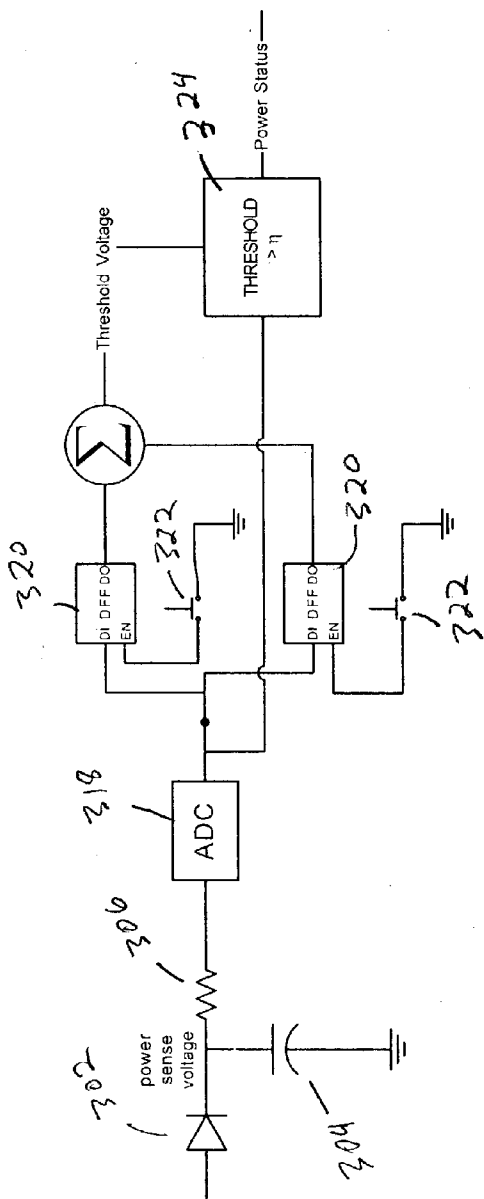 302
power
sense
voltage
304
306
318
ADC
320
DI DFF DO
EN
322
Σ
Threshold Voltage
320
DI DFF DO
EN
322
THRESHOLD
> η
324
Power Status